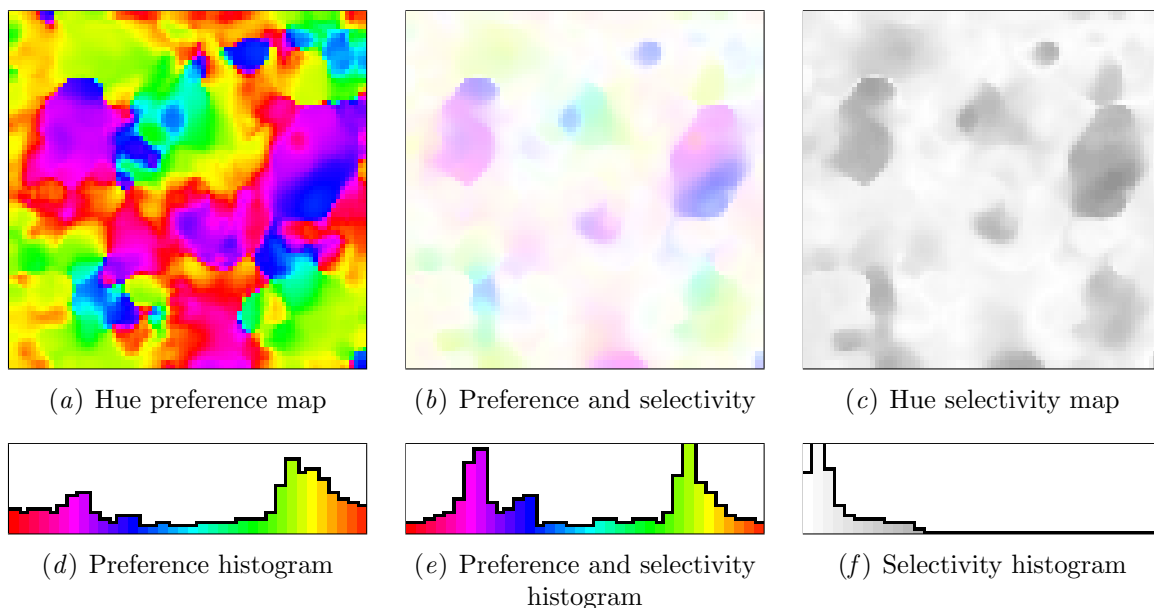 (a) Hue preference map
(b) Preference and selectivity
(c) Hue selectivity map
(d) Preference histogram
(e) Preference and selectivity
histogram
(f) Selectivity histogram